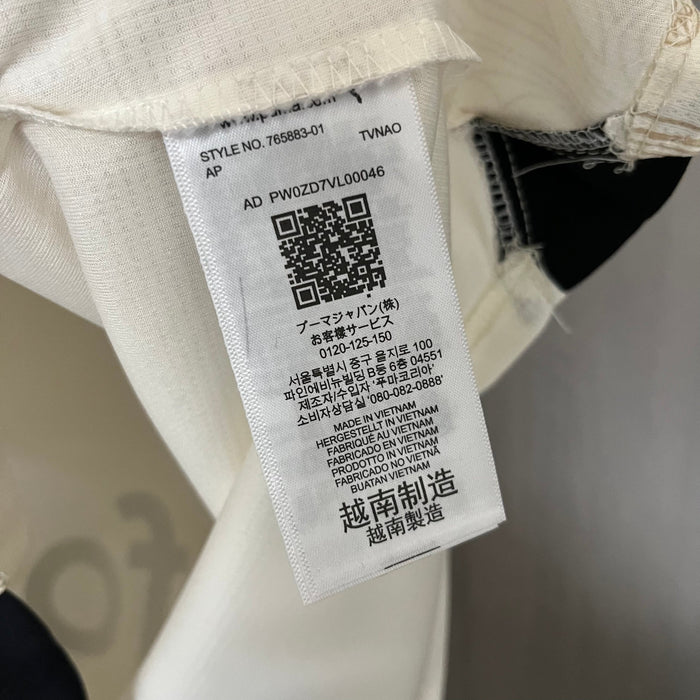 STYLE NO. 765883-01 TVNAO
AP
AD PW0ZD7VL00046
プーマジャパン(株)
お客様サービス
0120-125-150
서울특별시 중구 을지로 100
파인에비뉴빌딩 B동 6층 04551
제조자/수입자 '푸마코리아'
소비자상담실 '080-082-0888'
MADE IN VIETNAM
HERGESTELLT IN VIETNAM
FABRIQUÉ AU VIETNAM
FABRICADO EN VIETNAM
PRODOTTO IN VIETNAM
FABRICADO NO VIETNÃ
BUATAN VIETNAM
越南制造
越南製造